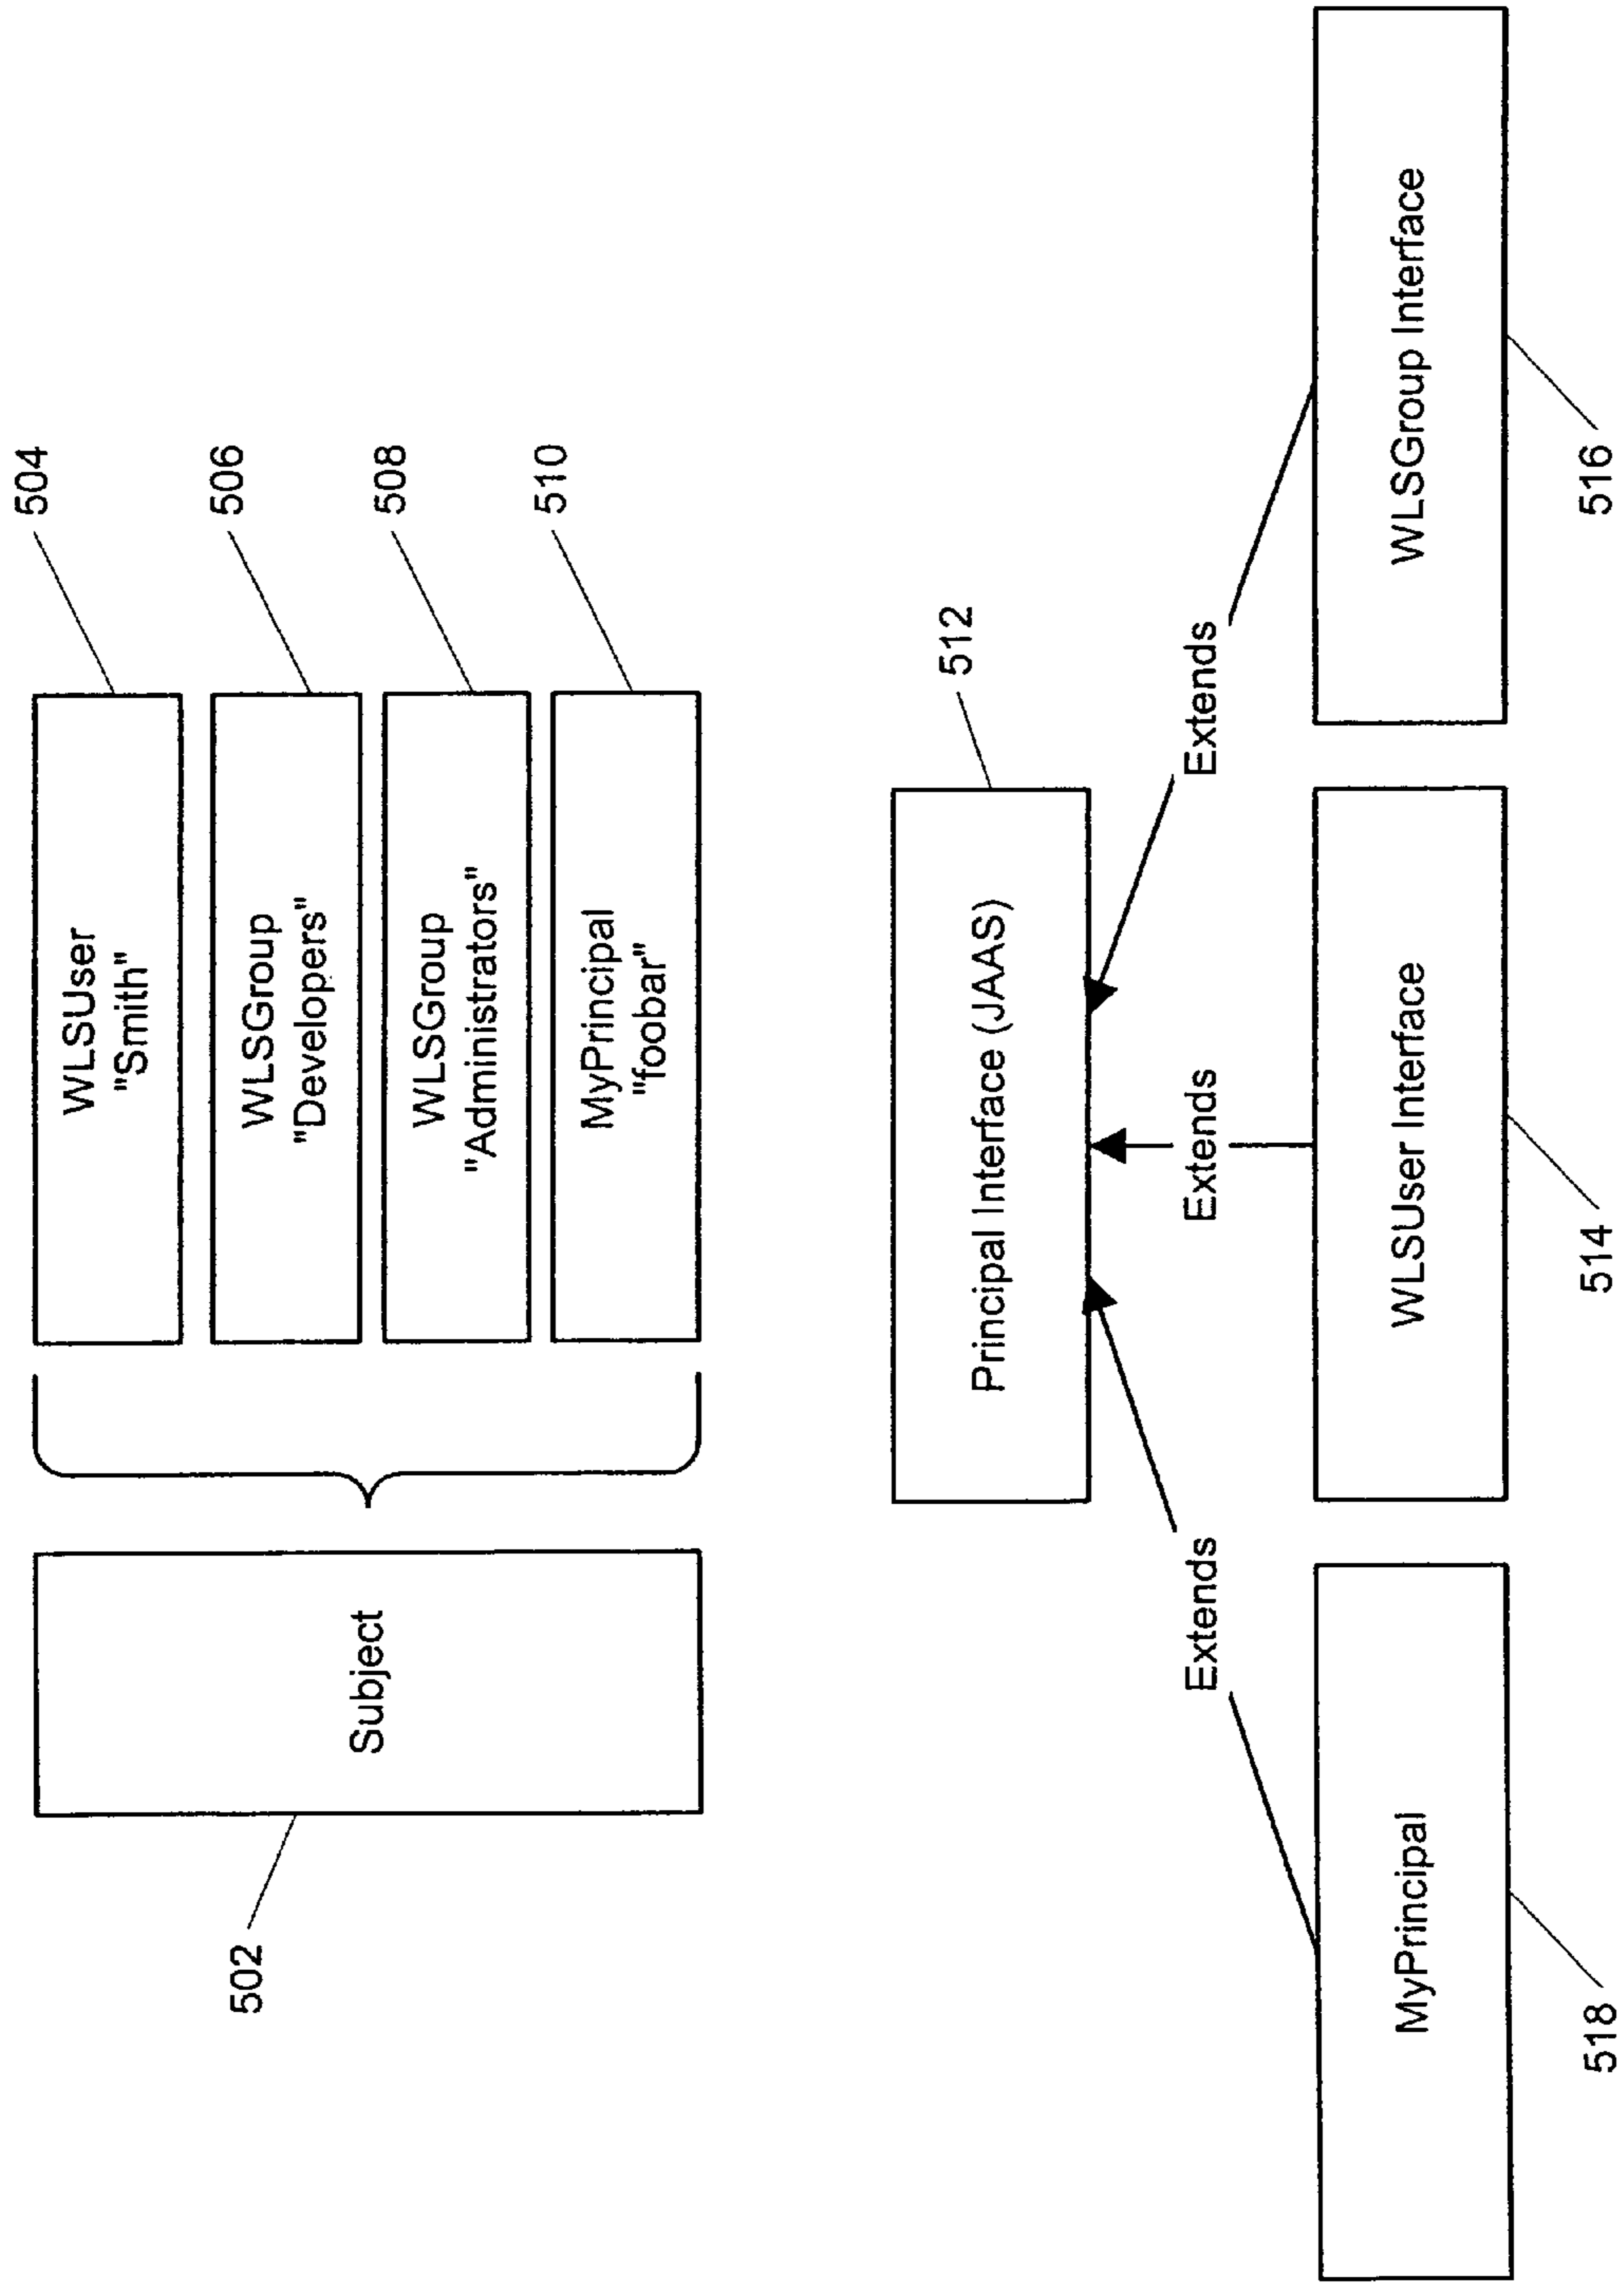 504
WLSUser
"Smith"
506
WLSGroup
"Developers"
508
WLSGroup
"Administrators"
510
MyPrincipal
"foobar"
Subject
502
512
Principal Interface (JAAS)
Extends
Extends
Extends
MyPrincipal
WLSUser Interface
WLSGroup Interface
518
514
516